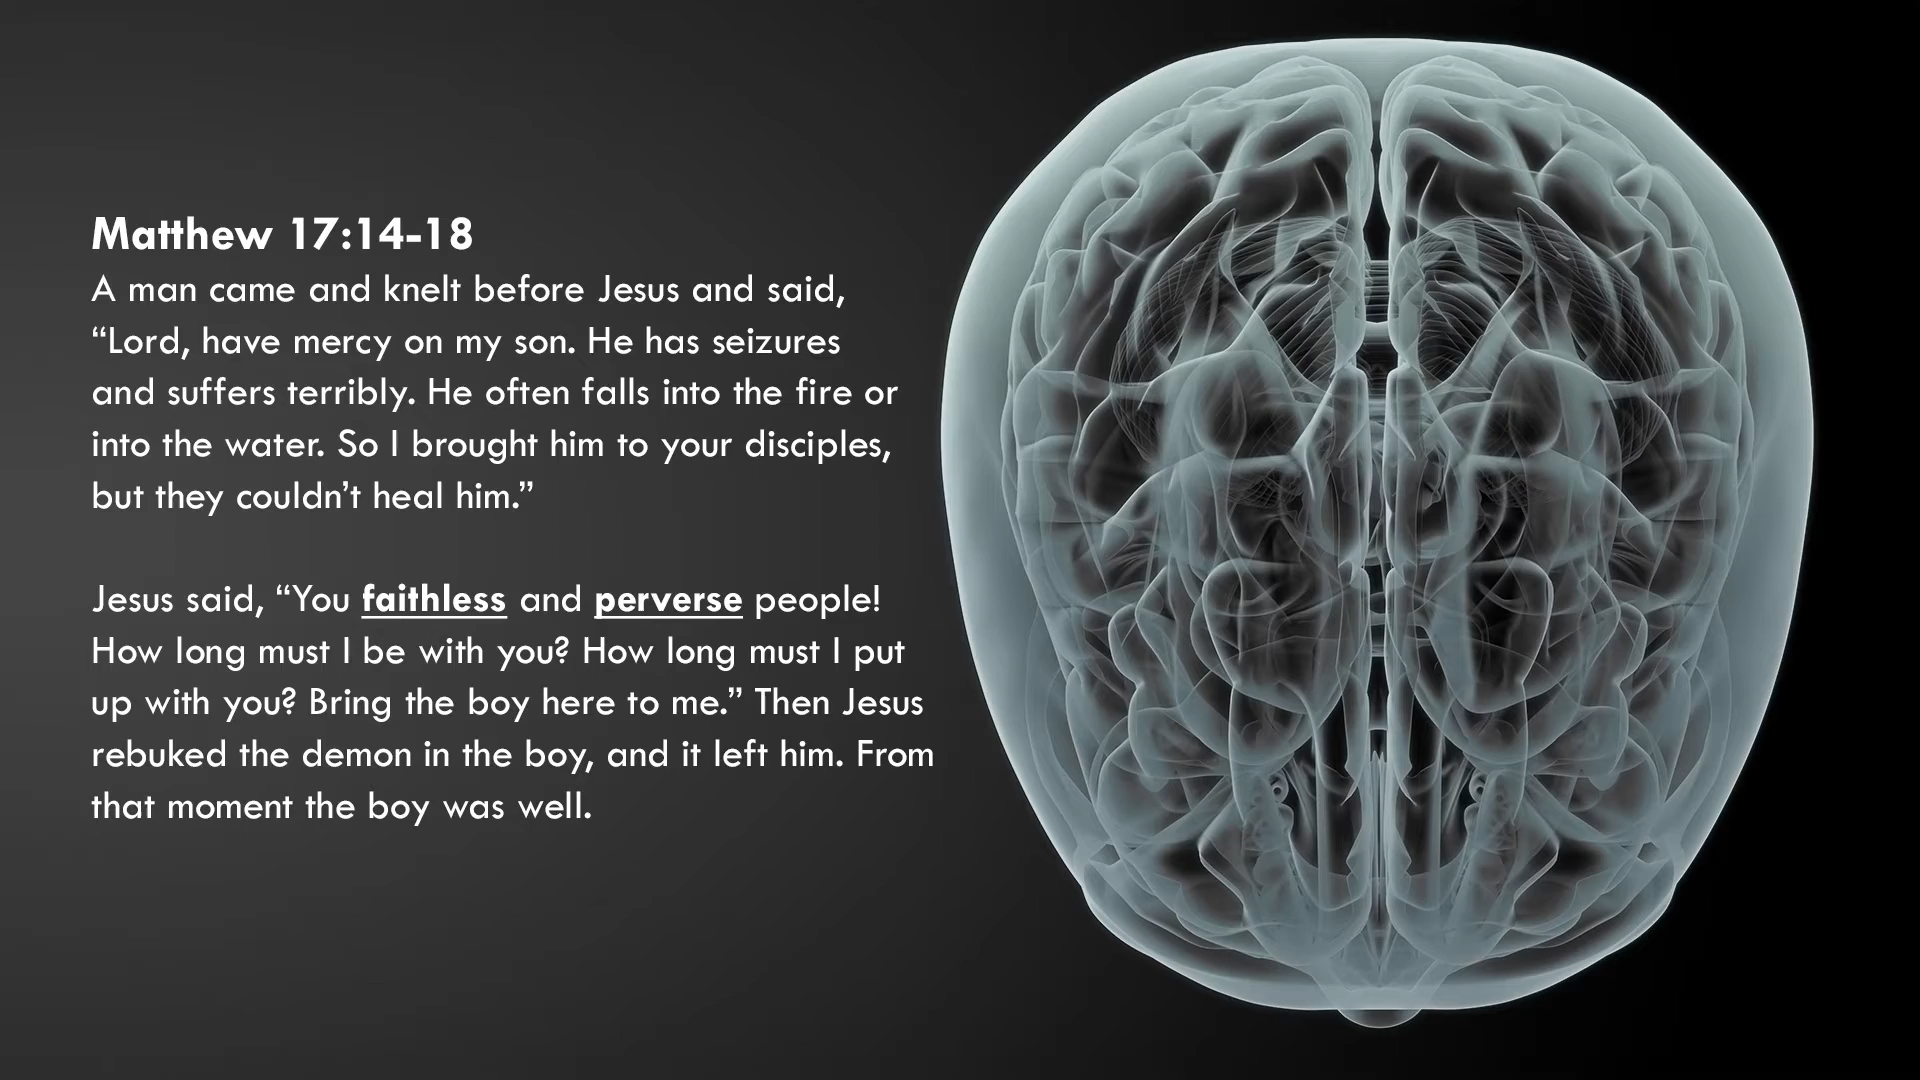 Matthew 17:14-18
A man came and knelt before Jesus and said,
“Lord, have mercy on my son. He has seizures
and suffers terribly. He often falls into the fire or
into the water. So I brought him to your disciples,
but they couldn’t heal him.”
Jesus said, “You faithless and perverse people!
How long must I be with you? How long must I put
up with you? Bring the boy here to me.” Then Jesus
rebuked the demon in the boy, and it left him. From
that moment the boy was well.